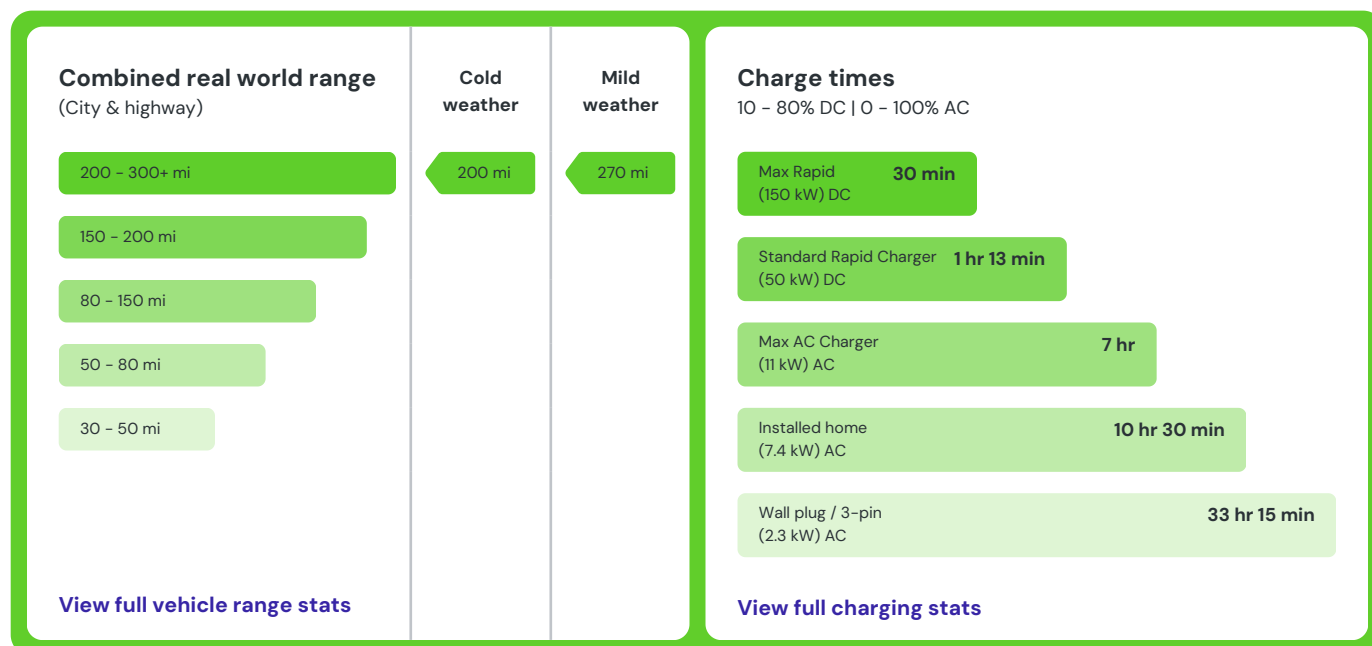 Combined real world range
(City & highway)
Cold
weather
Mild
weather
200 - 300+ mi
200 mi
270 mi
150 - 200 mi
80 - 150 mi
50 - 80 mi
30 - 50 mi
View full vehicle range stats
Charge times
10 - 80% DC | 0 - 100% AC
Max Rapid
(150 kW) DC
30 min
Standard Rapid Charger
(50 kW) DC
1 hr 13 min
Max AC Charger
(11 kW) AC
7 hr
Installed home
(7.4 kW) AC
10 hr 30 min
Wall plug / 3-pin
(2.3 kW) AC
33 hr 15 min
View full charging stats